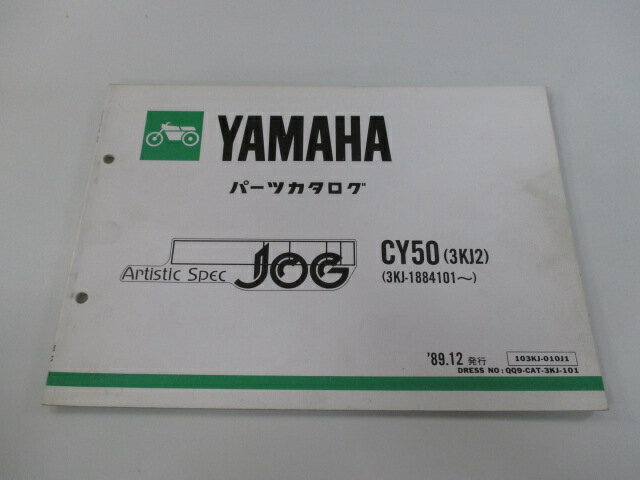 YAMAHA
パーツカタログ
Artistic Spec JOG
CY50 (3KJ2)
(3KJ-1884101～)
'89.12 発行
103KJ-010J1
DRESS NO : QQ9-CAT-3KJ-101